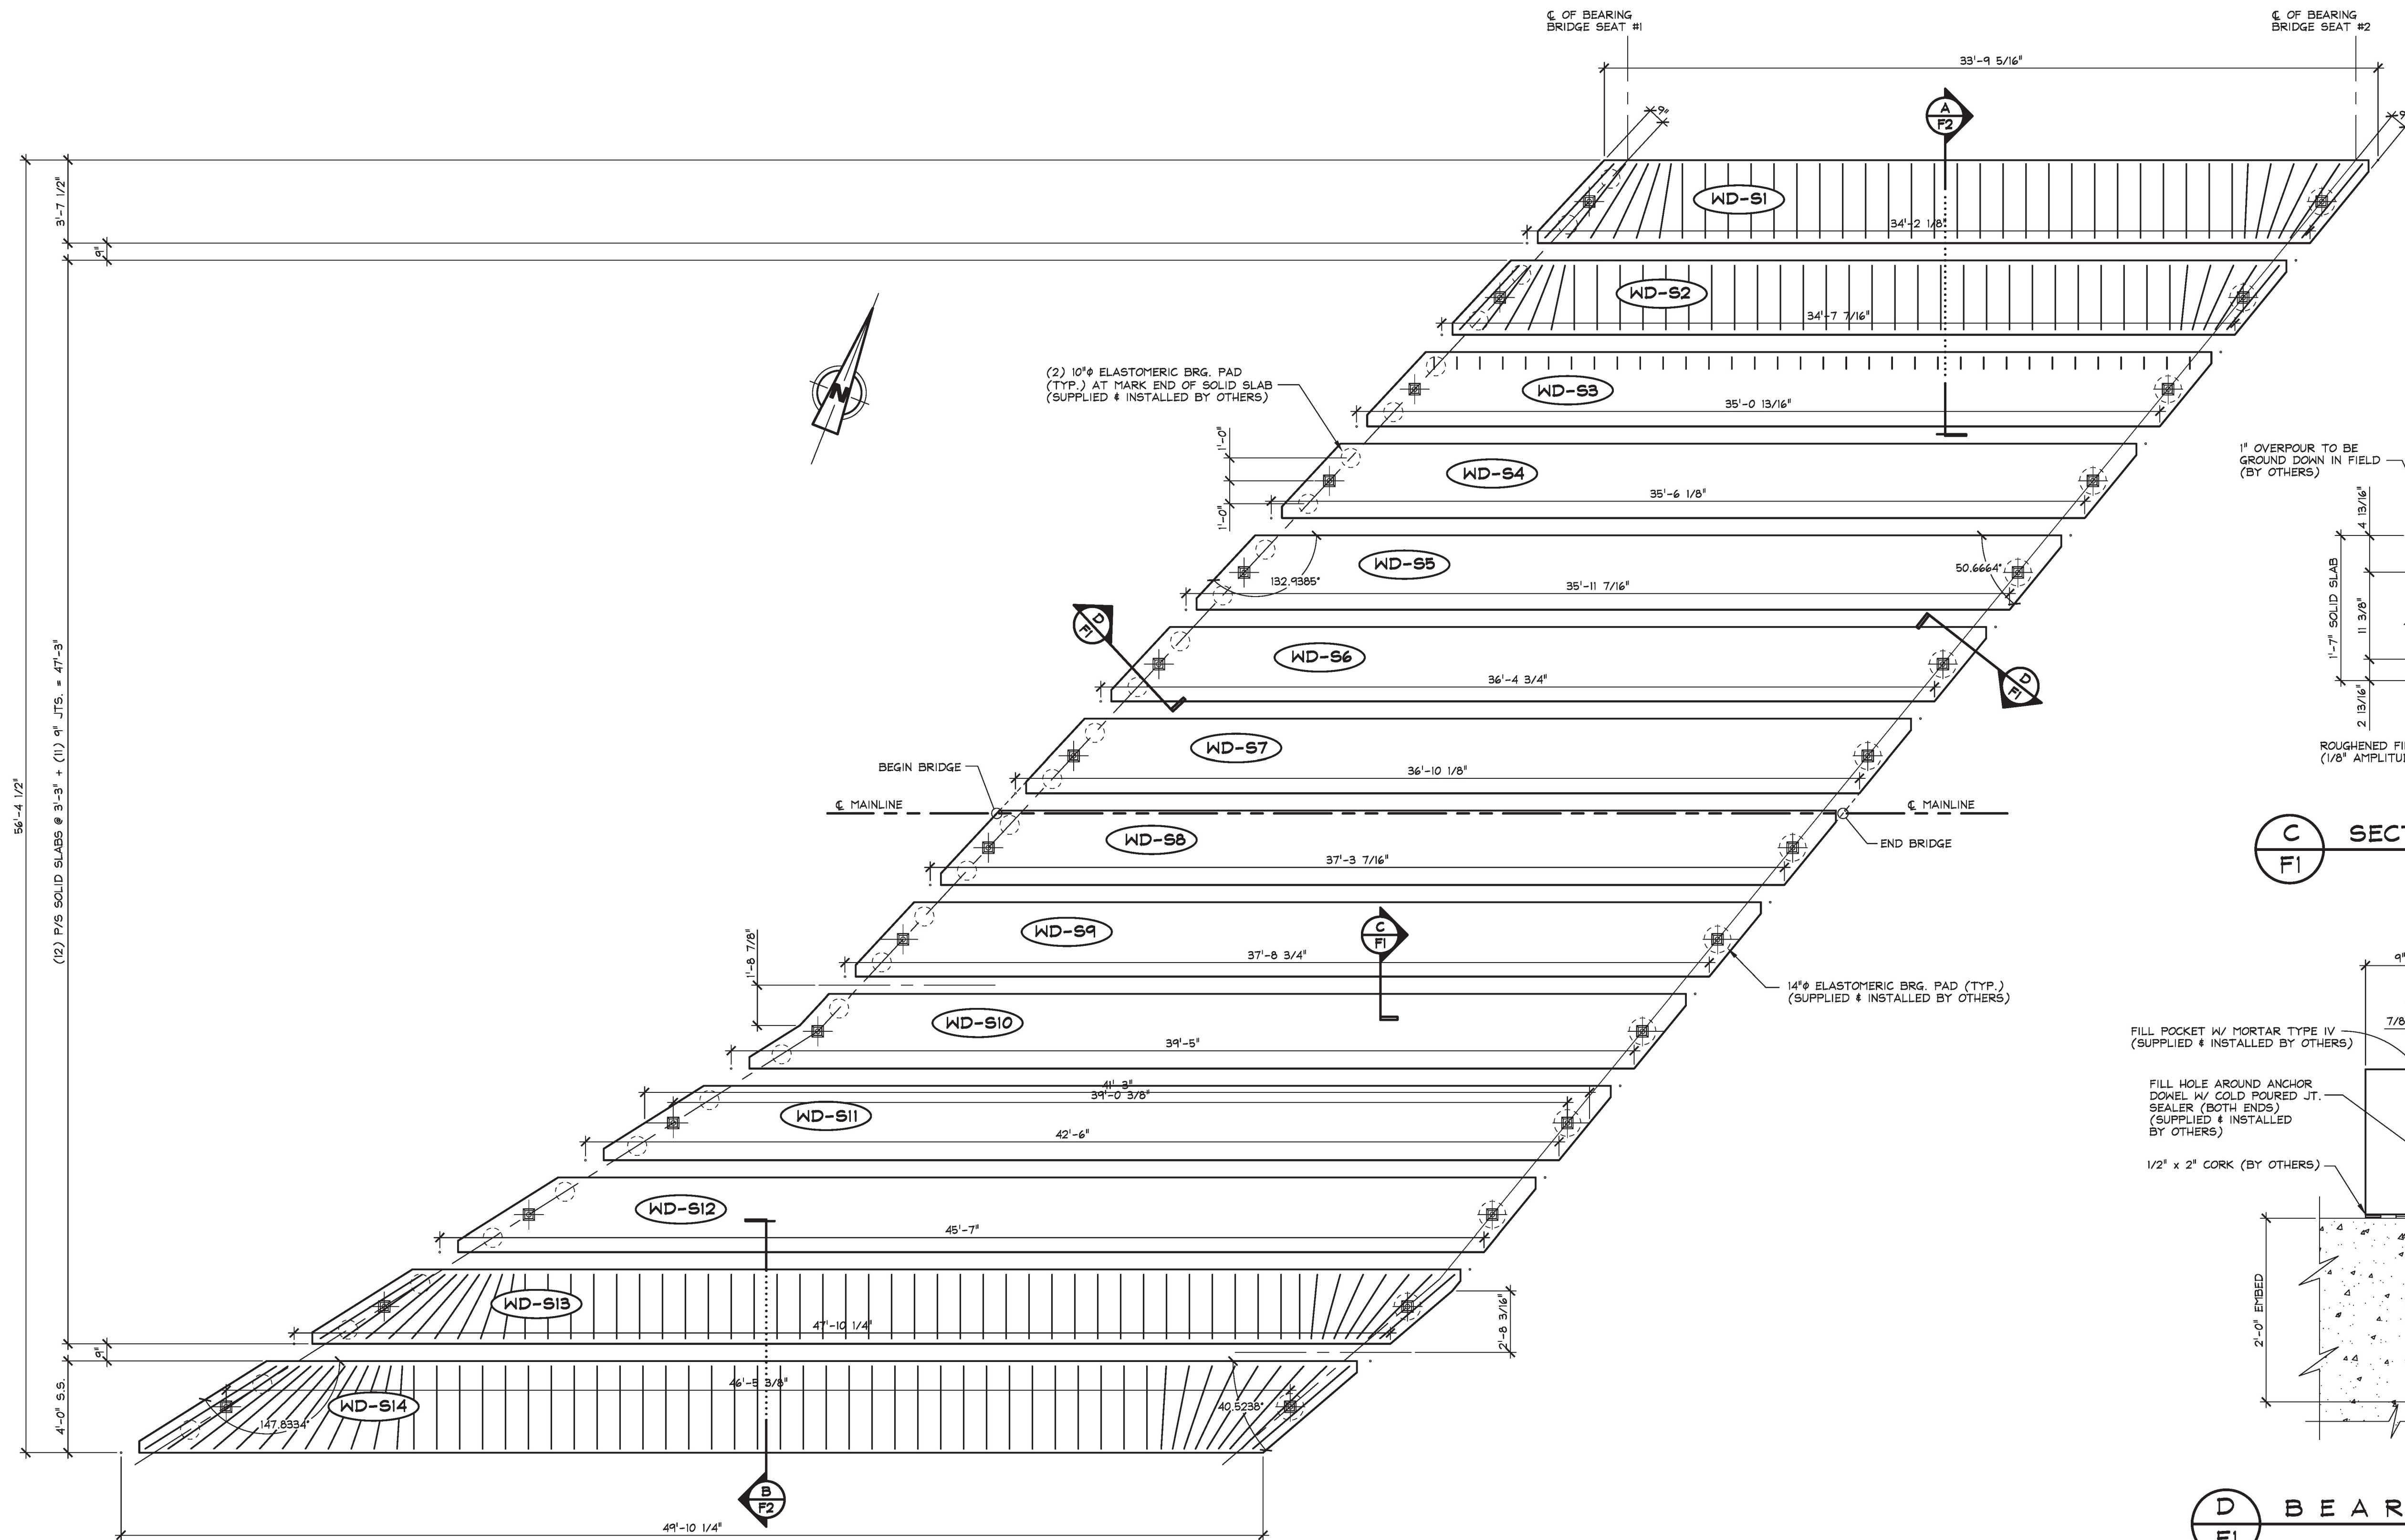 ℄ OF BEARING
BRIDGE SEAT #1
℄ OF BEARING
BRIDGE SEAT #2
33'-9 5/16"
9"
A
F2
3'-7 1/2"
9"
WD-S1
34'-2 1/8"
WD-S2
34'-7 7/16"
(2) 10"ϕ ELASTOMERIC BRG. PAD
(TYP.) AT MARK END OF SOLID SLAB
(SUPPLIED & INSTALLED BY OTHERS)
WD-S3
35'-0 13/16"
N
1'-0"
1'-0"
WD-S4
35'-6 1/8"
1" OVERPOUR TO BE
GROUND DOWN IN FIELD
(BY OTHERS)
4 13/16"
1'-7" SOLID SLAB
11 3/8"
2 13/16"
WD-S5
132.9385°
50.6664°
35'-11 7/16"
D
F1
WD-S6
36'-4 3/4"
D
F1
56'-4 1/2"
(12) P/S SOLID SLABS @ 3'-3" + (11) 9" JTS. = 47'-3"
WD-S7
36'-10 1/8"
BEGIN BRIDGE
℄ MAINLINE
℄ MAINLINE
END BRIDGE
WD-S8
37'-3 7/16"
C
F1
WD-S9
C
F1
37'-8 3/4"
1'-8 7/8"
14"ϕ ELASTOMERIC BRG. PAD (TYP.)
(SUPPLIED & INSTALLED BY OTHERS)
9"
7/8
FILL POCKET W/ MORTAR TYPE IV
(SUPPLIED & INSTALLED BY OTHERS)
WD-S10
39'-5"
41'-3"
39'-0 3/8"
WD-S11
42'-6"
FILL HOLE AROUND ANCHOR
DOWEL W/ COLD POURED JT.
SEALER (BOTH ENDS)
(SUPPLIED & INSTALLED
BY OTHERS)
1/2" x 2" CORK (BY OTHERS)
WD-S12
45'-7"
2'-0" EMBED
WD-S13
47'-10 1/4"
2'-8 3/16"
9"
4'-0" S.S.
46'-5 3/8"
WD-S14
147.8334°
40.5238°
B
F2
49'-10 1/4"
D
F1